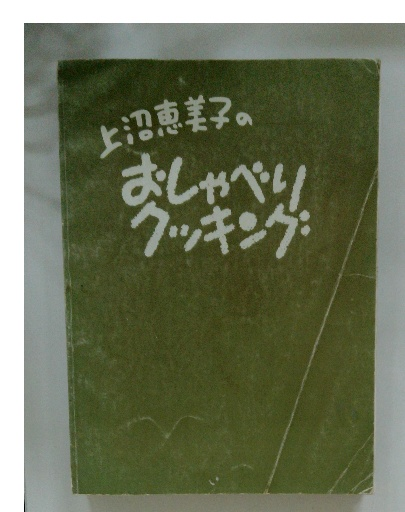 上沼恵美子の
おしゃべり
クッキング